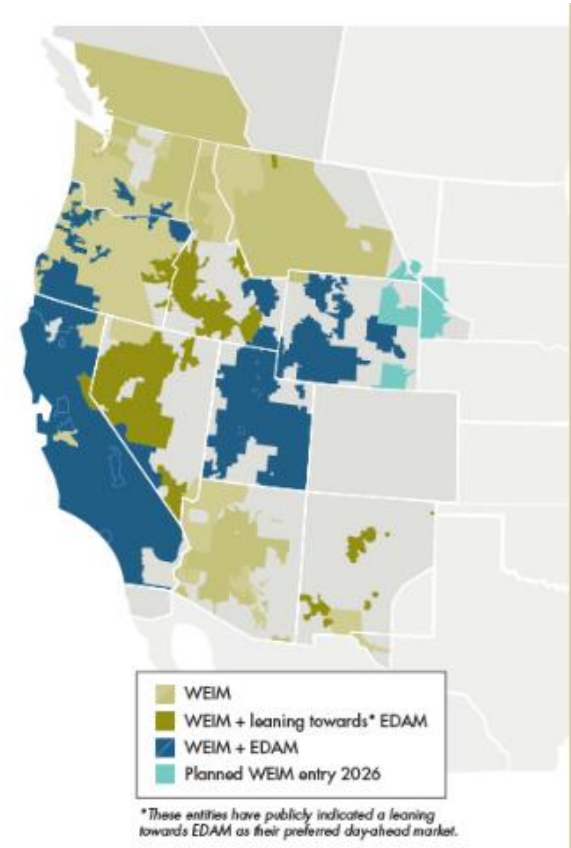 WEIM
WEIM + leaning towards* EDAM
WEIM + EDAM
Planned WEIM entry 2026
*These entities have publicly indicated a leaning
towards EDAM as their preferred day-ahead market.